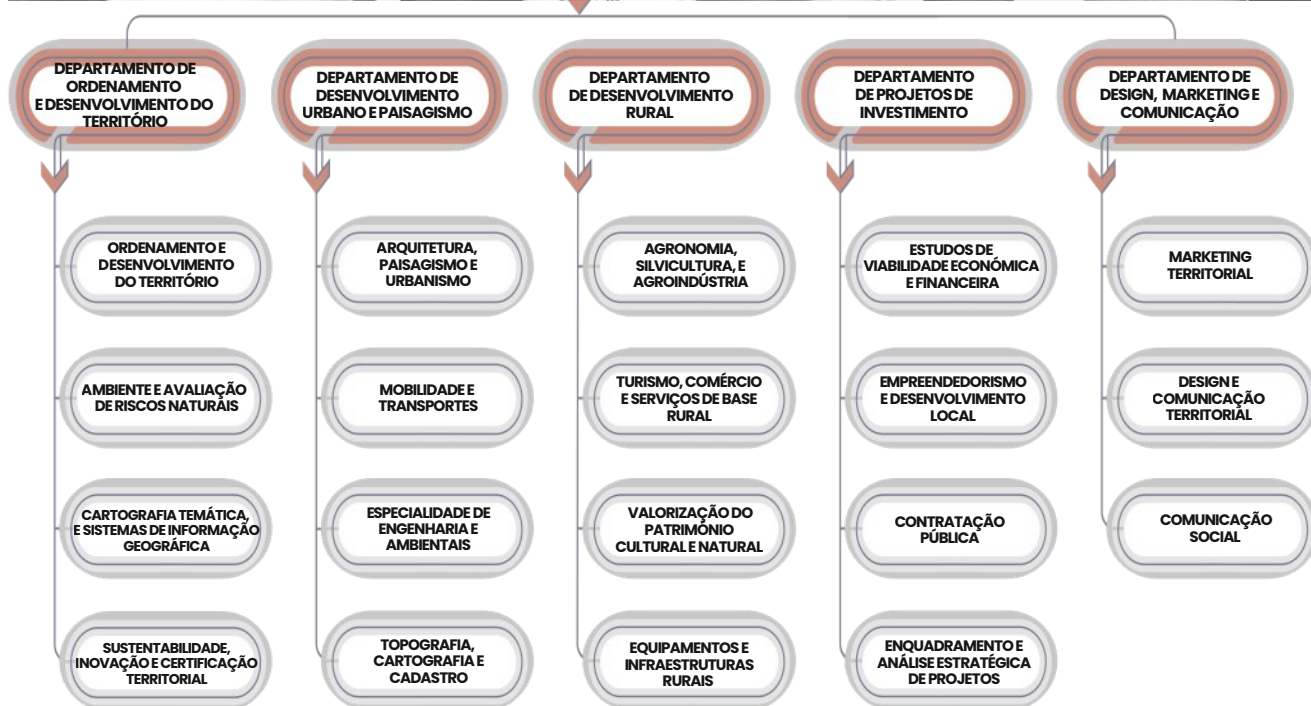 DEPARTAMENTO DE
ORDENAMENTO
E DESENVOLVIMENTO DO
TERRITÓRIO
DEPARTAMENTO DE
DESENVOLVIMENTO
URBANO E PAISAGISMO
DEPARTAMENTO
DE DESENVOLVIMENTO
RURAL
DEPARTAMENTO
DE PROJETOS DE
INVESTIMENTO
DEPARTAMENTO DE
DESIGN, MARKETING E
COMUNICAÇÃO
ORDENAMENTO E
DESENVOLVIMENTO
DO TERRITÓRIO
ARQUITETURA,
PAISAGISMO E
URBANISMO
AGRONOMIA,
SILVICULTURA, E
AGROINDÚSTRIA
ESTUDOS DE
VIABILIDADE ECONÓMICA
E FINANCEIRA
MARKETING
TERRITORIAL
AMBIENTE E AVALIAÇÃO
DE RISCOS NATURAIS
MOBILIDADE E
TRANSPORTES
TURISMO, COMÉRCIO
E SERVIÇOS DE BASE
RURAL
EMPREENDEDORISMO
E DESENVOLVIMENTO
LOCAL
DESIGN E
COMUNICAÇÃO
TERRITORIAL
CARTOGRAFIA TEMÁTICA,
E SISTEMAS DE INFORMAÇÃO
GEOGRÁFICA
ESPECIALIDADE DE
ENGENHARIA E
AMBIENTAIS
VALORIZAÇÃO DO
PATRIMÓNIO
CULTURAL E NATURAL
CONTRATAÇÃO
PÚBLICA
COMUNICAÇÃO
SOCIAL
SUSTENTABILIDADE,
INOVAÇÃO E CERTIFICAÇÃO
TERRITORIAL
TOPOGRAFIA,
CARTOGRAFIA E
CADASTRO
EQUIPAMENTOS E
INFRAESTRUTURAS
RURAIS
ENQUADRAMENTO E
ANÁLISE ESTRATÉGICA
DE PROJETOS